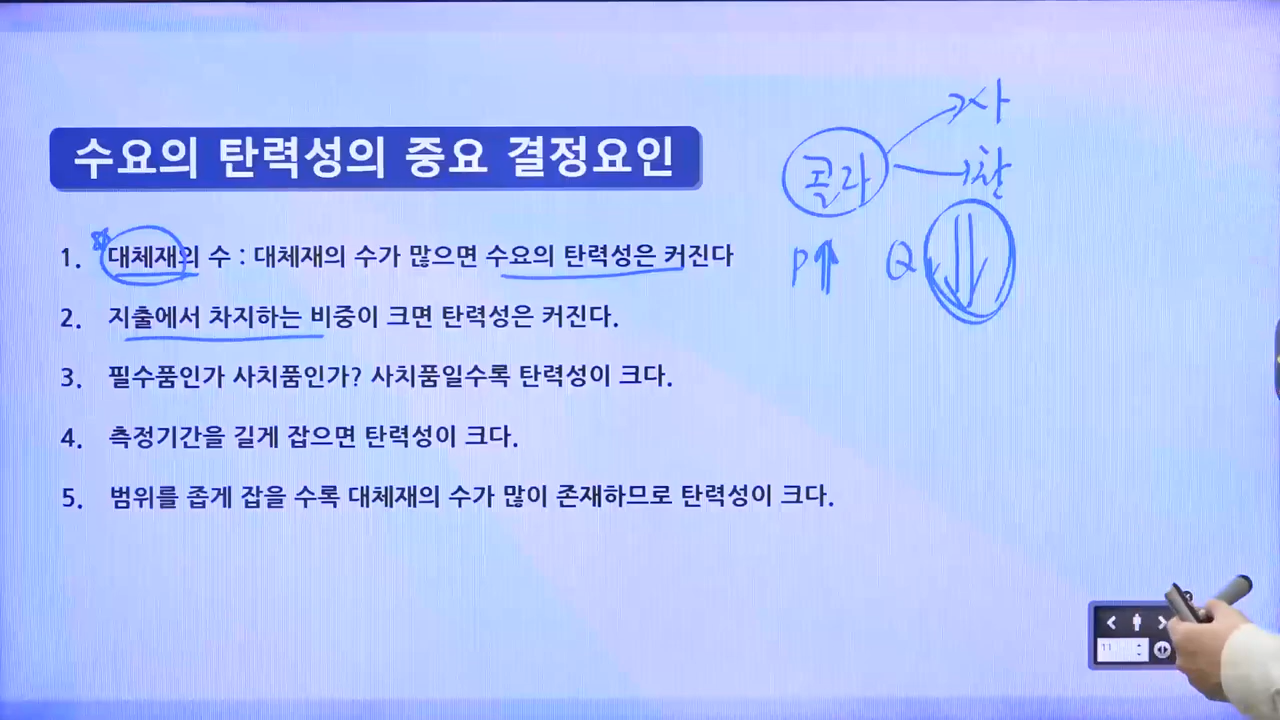 수요의 탄력성의 중요 결정요인
1. 대체재의 수 : 대체재의 수가 많으면 수요의 탄력성은 커진다
2. 지출에서 차지하는 비중이 크면 탄력성은 커진다.
3. 필수품인가 사치품인가? 사치품일수록 탄력성이 크다.
4. 측정기간을 길게 잡으면 탄력성이 크다.
5. 범위를 좁게 잡을 수록 대체재의 수가 많이 존재하므로 탄력성이 크다.
콜라
사
P↑ Q
11